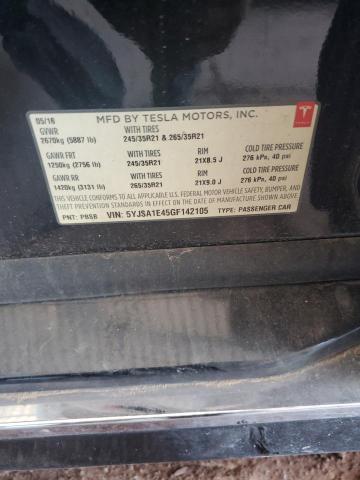 MFD BY TESLA MOTORS, INC.
05/16
GVWR WITH TIRES
2670kg (5887 lb) 245/35R21 & 265/35R21
GAWR FRT WITH TIRES RIM COLD TIRE PRESSURE
1250kg (2756 lb) 245/35R21 21X8.5 J 276 kPa, 40 psi
GAWR RR WITH TIRES RIM COLD TIRE PRESSURE
1420kg (3131 lb) 265/35R21 21X9.0 J 276 kPa, 40 psi
THIS VEHICLE CONFORMS TO ALL APPLICABLE U.S. FEDERAL MOTOR VEHICLE SAFETY, BUMPER, AND
THEFT PREVENTION STANDARDS IN EFFECT ON THE DATE OF MANUFACTURE SHOWN ABOVE.
PNT: PBSB VIN: 5YJSA1E45GF142105 TYPE: PASSENGER CAR